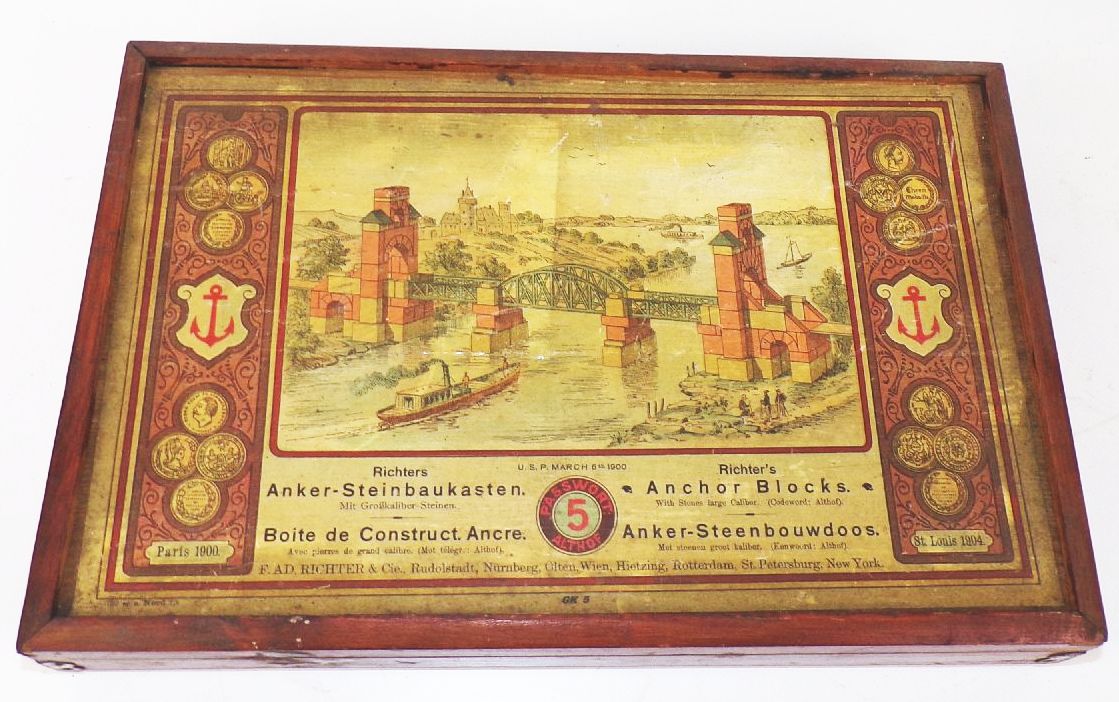 Ehren
Richters
U.S.P. MARCH 6th 1900
Richter's
Anker-Steinbaukasten.
Anchor Blocks.
Mit Großkaliber-Steinen.
With Stones large Caliber. (Codeword: Althof).
PASSWORT
5
ALTHOF
Boite de Construct. Ancre.
Anker-Steenbouwdoos.
Avec pierres de grand calibre. (Mot télégr.: Althof).
Met steenen groot kaliber. (Kenwoord: Althof).
Paris 1900.
St. Louis 1904.
F. AD. RICHTER & Cie., Rudolstadt, Nürnberg, Olten, Wien, Hietzing, Rotterdam, St. Petersburg, New York.
GK 5